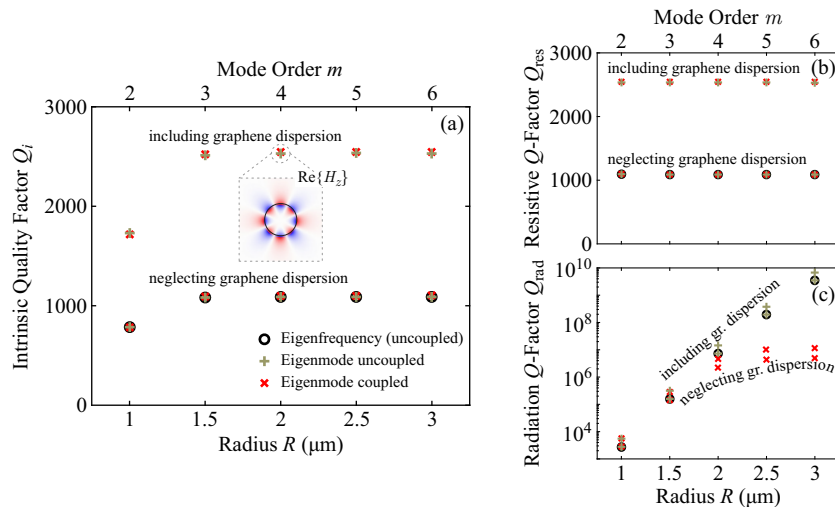 Mode Order m
2 3 4 5 6
(a)
3000
2000
1000
0
Intrinsic Quality Factor Qi
including graphene dispersion
Re{Hz}
neglecting graphene dispersion
Eigenfrequency (uncoupled)
Eigenmode uncoupled
Eigenmode coupled
1 1.5 2 2.5 3
Radius R (μm)
Mode Order m
2 3 4 5 6
(b)
3000
2000
1000
0
Resistive Q-Factor Qres
including graphene dispersion
neglecting graphene dispersion
(c)
10^10
10^8
10^6
10^4
Radiation Q-Factor Qrad
including gr. dispersion
neglecting gr. dispersion
1 1.5 2 2.5 3
Radius R (μm)